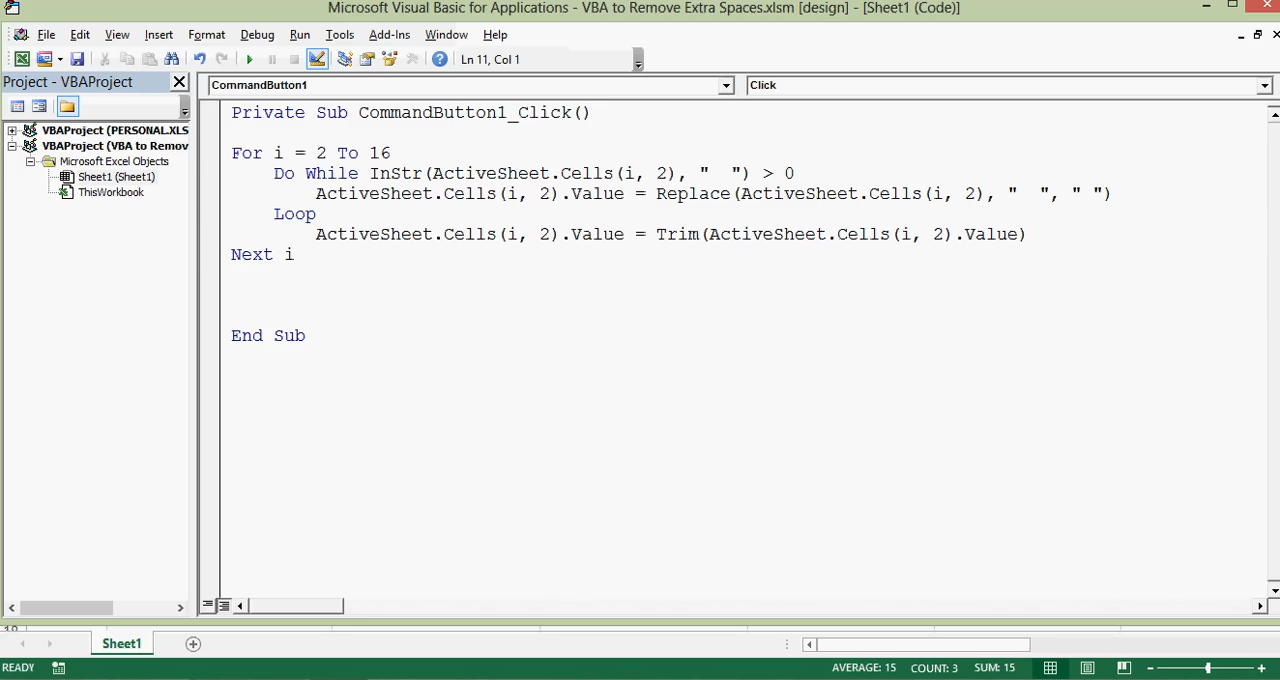 Microsoft Visual Basic for Applications - VBA to Remove Extra Spaces.xlsm [design] - [Sheet1 (Code)]
File Edit View Insert Format Debug Run Tools Add-Ins Window Help
Ln 11, Col 1
Project - VBAProject
CommandButton1 Click
VBAProject (PERSONAL.XLS
VBAProject (VBA to Remov
Microsoft Excel Objects
Sheet1 (Sheet1)
ThisWorkbook
Private Sub CommandButton1_Click()
For i = 2 To 16
Do While InStr(ActiveSheet.Cells(i, 2), "  ") > 0
ActiveSheet.Cells(i, 2).Value = Replace(ActiveSheet.Cells(i, 2), "  ", " ")
Loop
ActiveSheet.Cells(i, 2).Value = Trim(ActiveSheet.Cells(i, 2).Value)
Next i
End Sub
Sheet1
READY AVERAGE: 15 COUNT: 3 SUM: 15